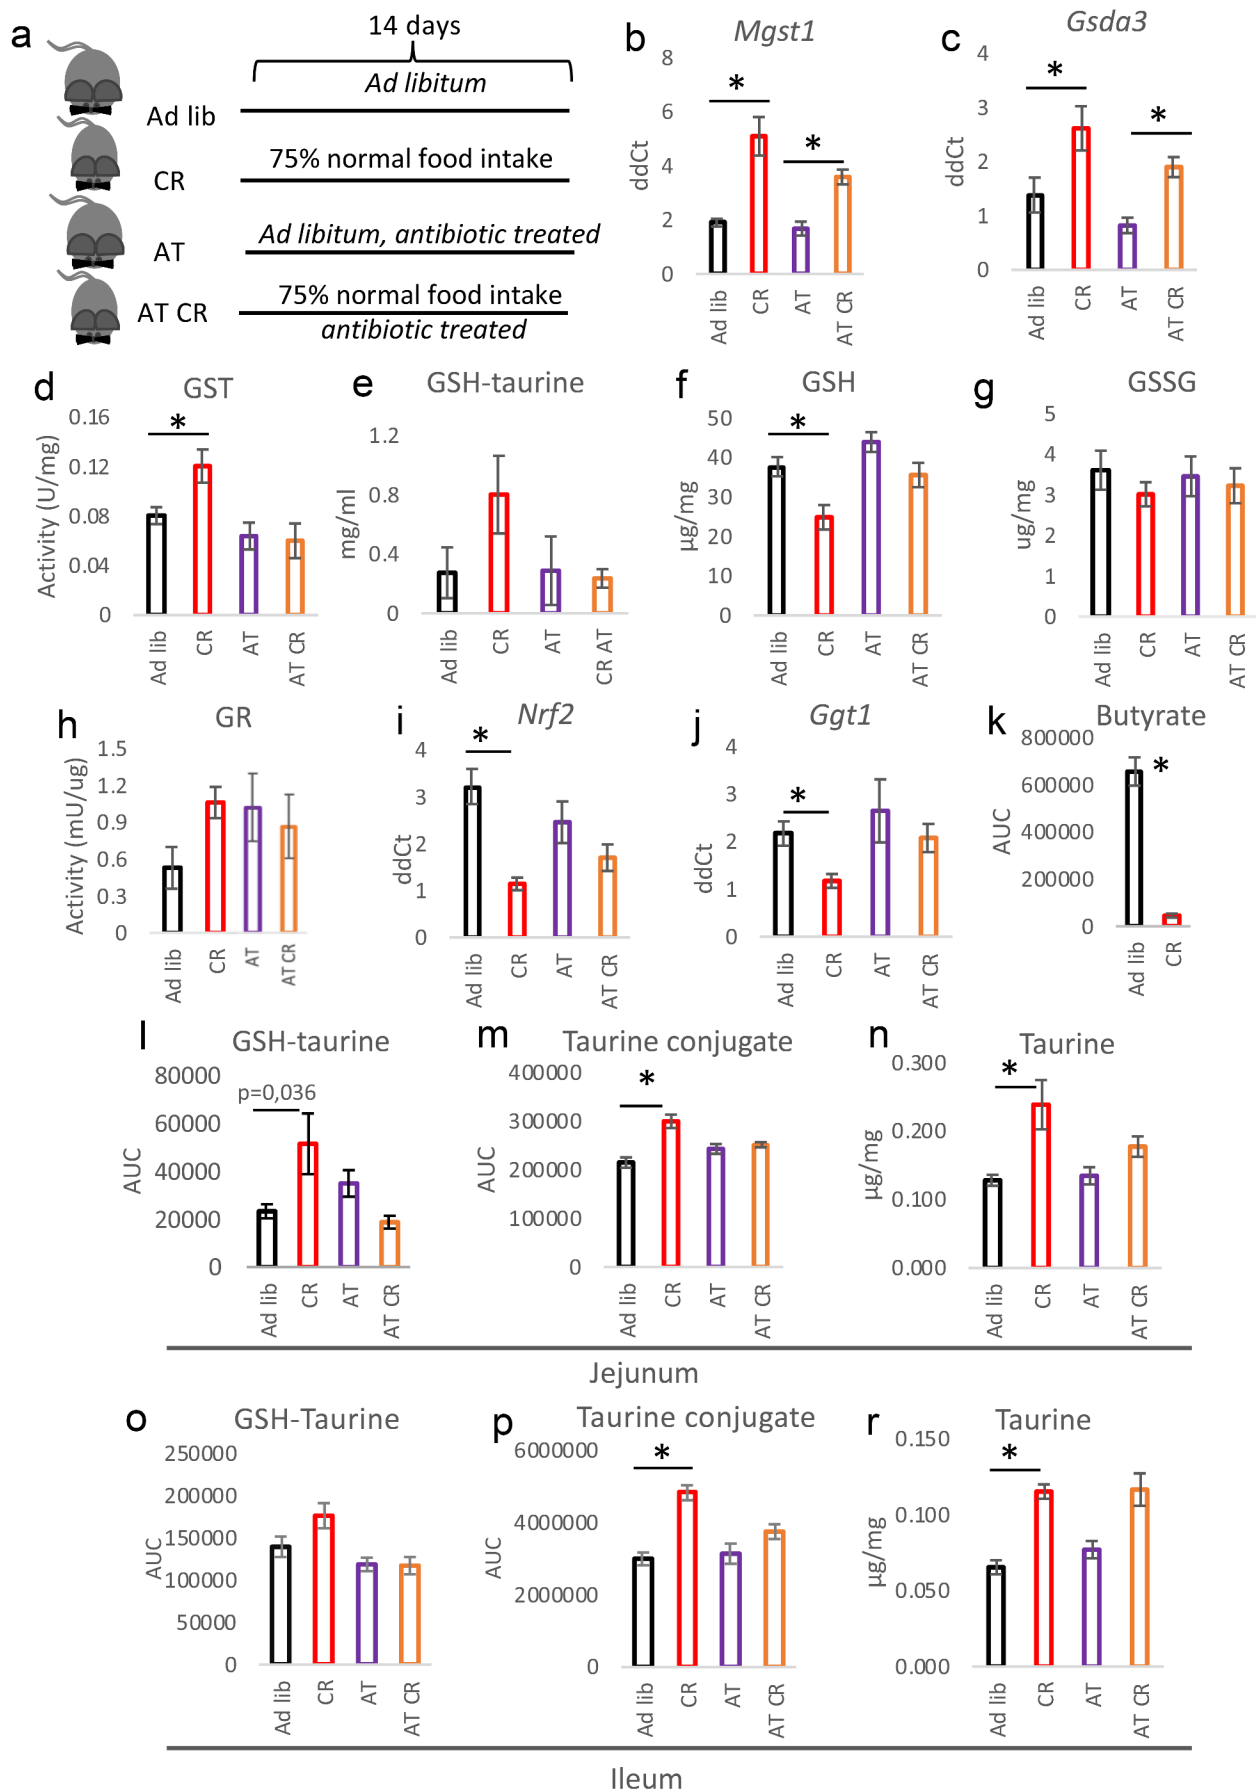 a
14 days
Ad libitum
Ad lib
75% normal food intake
CR
Ad libitum, antibiotic treated
AT
75% normal food intake
AT CR
antibiotic treated
b
Mgst1
8
6
4
2
0
ddCt
*
*
Ad lib
CR
AT
AT CR
c
Gsda3
4
3
2
1
0
ddCt
*
*
Ad lib
CR
AT
AT CR
d
GST
0.16
0.12
0.08
0.04
0
Activity (U/mg)
*
Ad lib
CR
AT
AT CR
e
GSH-taurine
1.2
0.8
0.4
0
mg/ml
Ad lib
CR
AT
CR AT
f
GSH
50
40
30
20
10
0
µg/mg
*
Ad lib
CR
AT
AT CR
g
GSSG
5
4
3
2
1
0
ug/mg
Ad lib
CR
AT
AT CR
h
GR
1.5
1.2
0.9
0.6
0.3
0
Activity (mU/ug)
Ad lib
CR
AT
AT CR
i
Nrf2
4
3
2
1
0
ddCt
*
Ad lib
CR
AT
AT CR
j
Ggt1
4
3
2
1
0
ddCt
*
Ad lib
CR
AT
AT CR
k
Butyrate
800000
600000
400000
200000
0
AUC
*
Ad lib
CR
l
GSH-taurine
80000
60000
40000
20000
0
AUC
p=0,036
Ad lib
CR
AT
AT CR
m
Taurine conjugate
400000
300000
200000
100000
0
AUC
*
Ad lib
CR
AT
AT CR
n
Taurine
0.300
0.200
0.100
0.000
µg/mg
*
Ad lib
CR
AT
AT CR
Jejunum
o
GSH-Taurine
250000
200000
150000
100000
50000
0
AUC
Ad lib
CR
AT
AT CR
p
Taurine conjugate
6000000
4000000
2000000
0
AUC
*
Ad lib
CR
AT
AT CR
r
Taurine
0.150
0.100
0.050
0.000
µg/mg
*
Ad lib
CR
AT
AT CR
Ileum